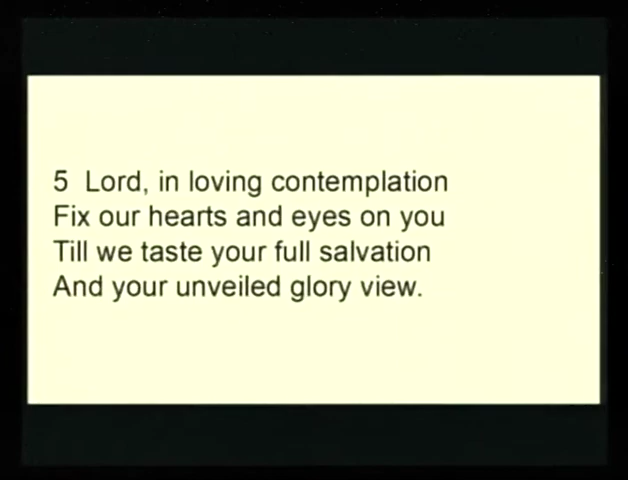 5 Lord, in loving contemplation
Fix our hearts and eyes on you
Till we taste your full salvation
And your unveiled glory view.